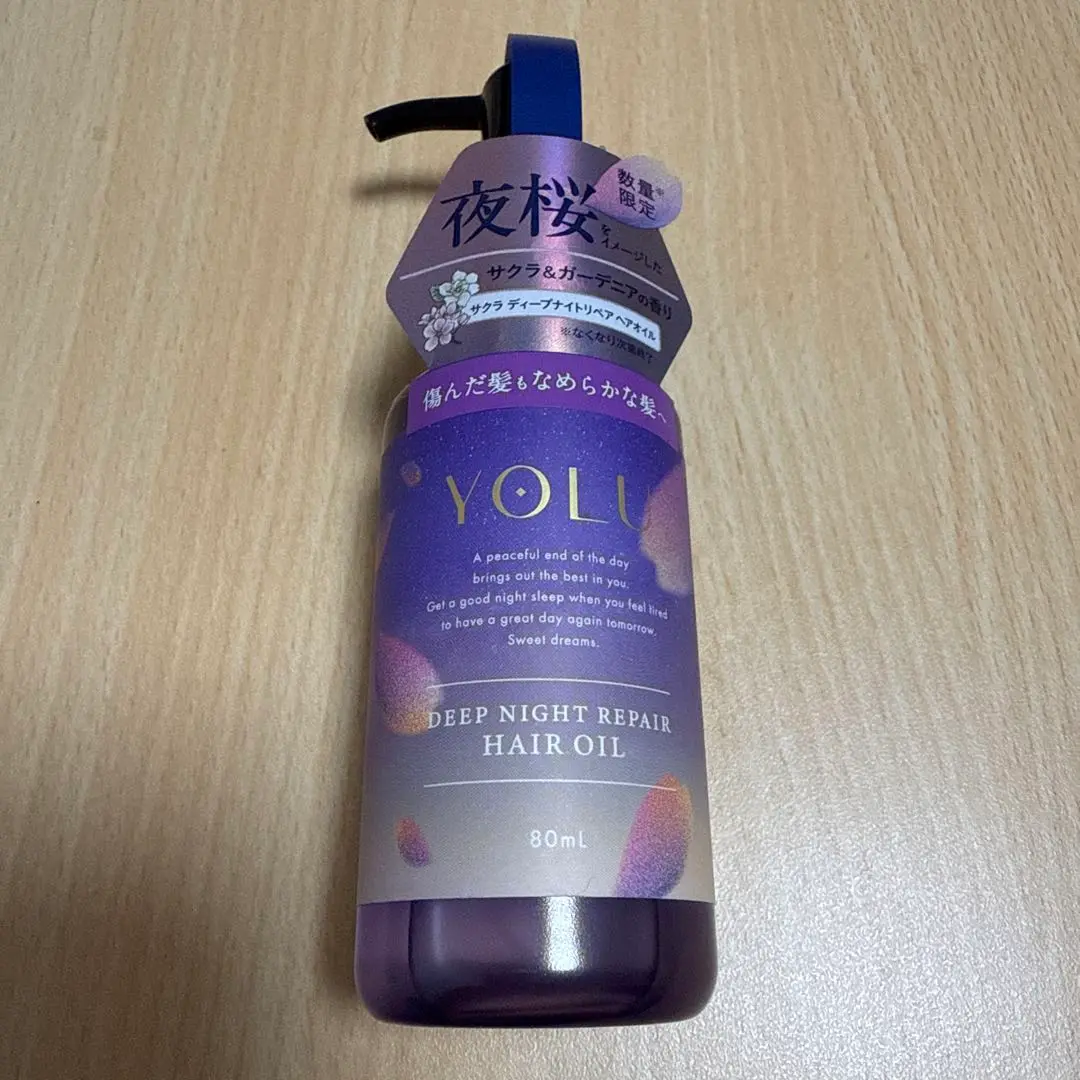 夜桜
を
イメージした
数量※
限定
サクラ&ガーデニアの香り
サクラ ディープナイトリペア ヘアオイル
※なくなり次第終了
傷んだ髪もなめらかな髪へ
YOLU
A peaceful end of the day
brings out the best in you.
Get a good night sleep when you feel tired
to have a great day again tomorrow.
Sweet dreams.
DEEP NIGHT REPAIR
HAIR OIL
80mL